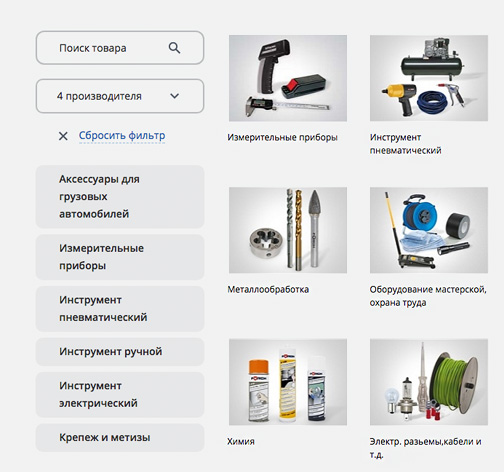 Поиск товара
4 производителя
Сбросить фильтр
Аксессуары для
грузовых
автомобилей
Измерительные
приборы
Инструмент
пневматический
Инструмент ручной
Инструмент
электрический
Крепеж и метизы
Измерительные приборы
Инструмент
пневматический
Металлообработка
Оборудование мастерской,
охрана труда
Химия
Электр. разъемы,кабели и
т.д.